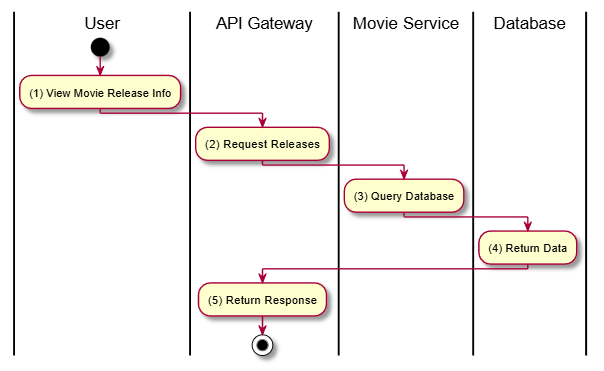 User
API Gateway
Movie Service
Database
(1) View Movie Release Info
(2) Request Releases
(3) Query Database
(4) Return Data
(5) Return Response